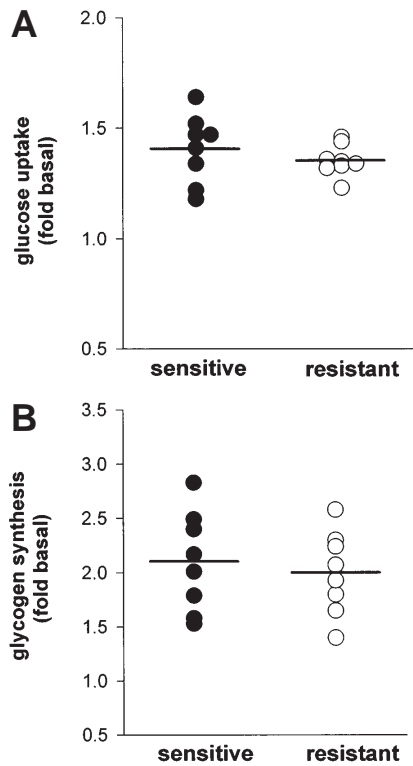 A
2.0
1.5
1.0
0.5
glucose uptake
(fold basal)
sensitive resistant
B
3.5
3.0
2.5
2.0
1.5
1.0
0.5
glycogen synthesis
(fold basal)
sensitive resistant